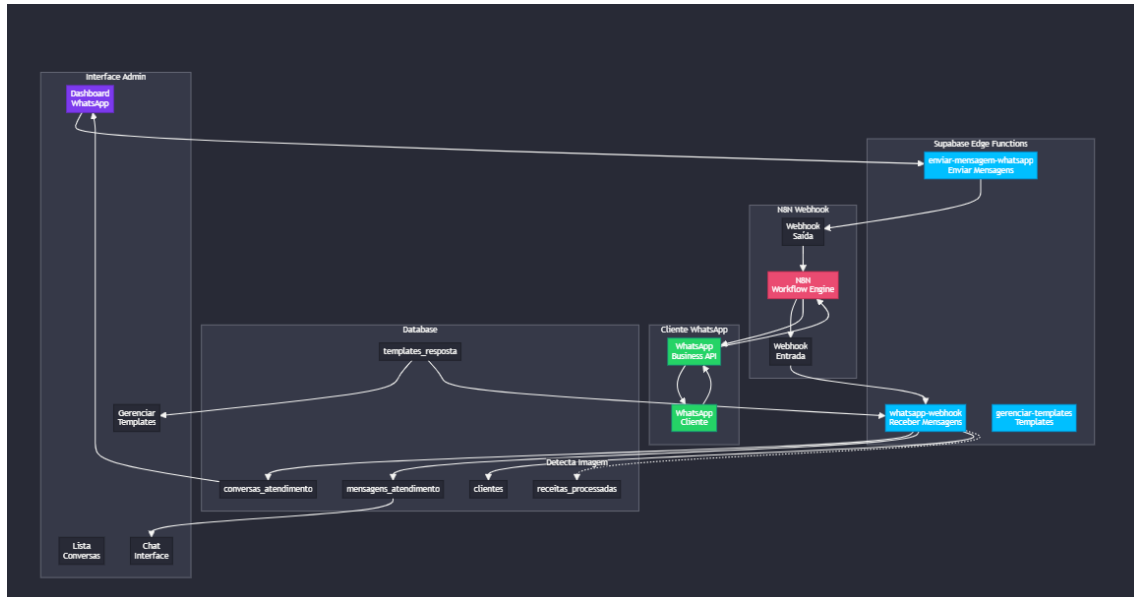 Interface Admin
Dashboard
WhatsApp
Supabase Edge Functions
enviar-mensagem-whatsapp
Enviar Mensagens
N8N Webhook
Webhook
Saída
N8N
Workflow Engine
Database
Cliente WhatsApp
templates_resposta
WhatsApp
Business API
Webhook
Entrada
Gerenciar
Templates
WhatsApp
Cliente
whatsapp-webhook
Receber Mensagens
gerenciar-templates
Templates
Detecta Imagem
conversas_atendimento
mensagens_atendimento
clientes
receitas_processadas
Lista
Conversas
Chat
Interface